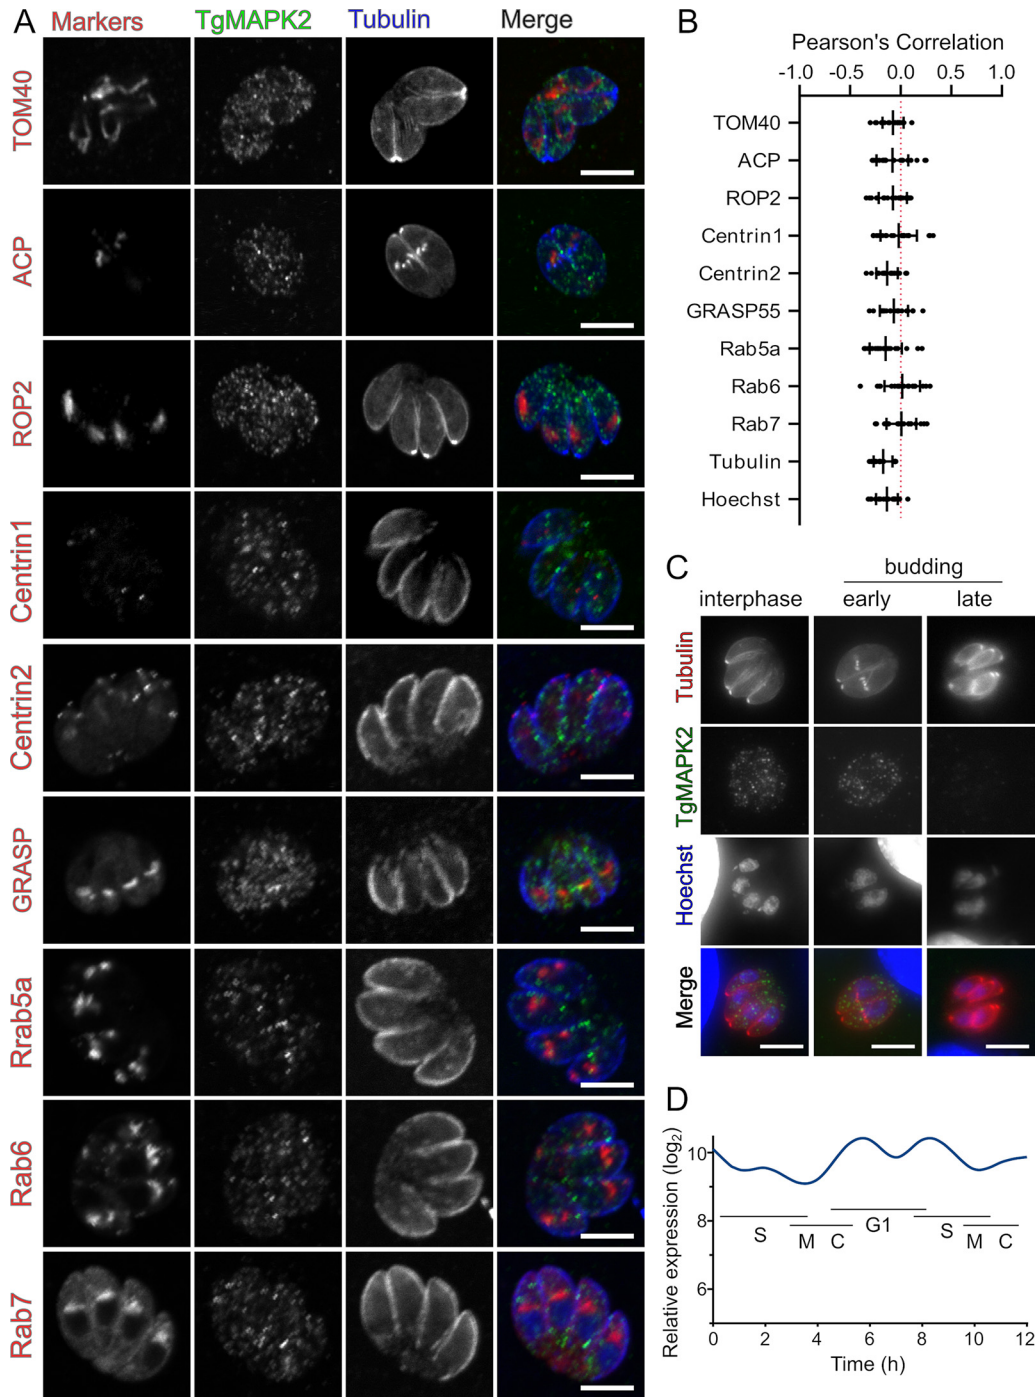 A
Markers
TgMAPK2
Tubulin
Merge
TOM40
ACP
ROP2
Centrin1
Centrin2
GRASP
Rrab5a
Rab6
Rab7
B
Pearson's Correlation
-1.0
-0.5
0.0
0.5
1.0
TOM40
ACP
ROP2
Centrin1
Centrin2
GRASP55
Rab5a
Rab6
Rab7
Tubulin
Hoechst
C
budding
interphase
early
late
Tubulin
TgMAPK2
Hoechst
Merge
D
Relative expression (log2)
10
8
6
S
M
C
G1
S
M
C
0
2
4
6
8
10
12
Time (h)